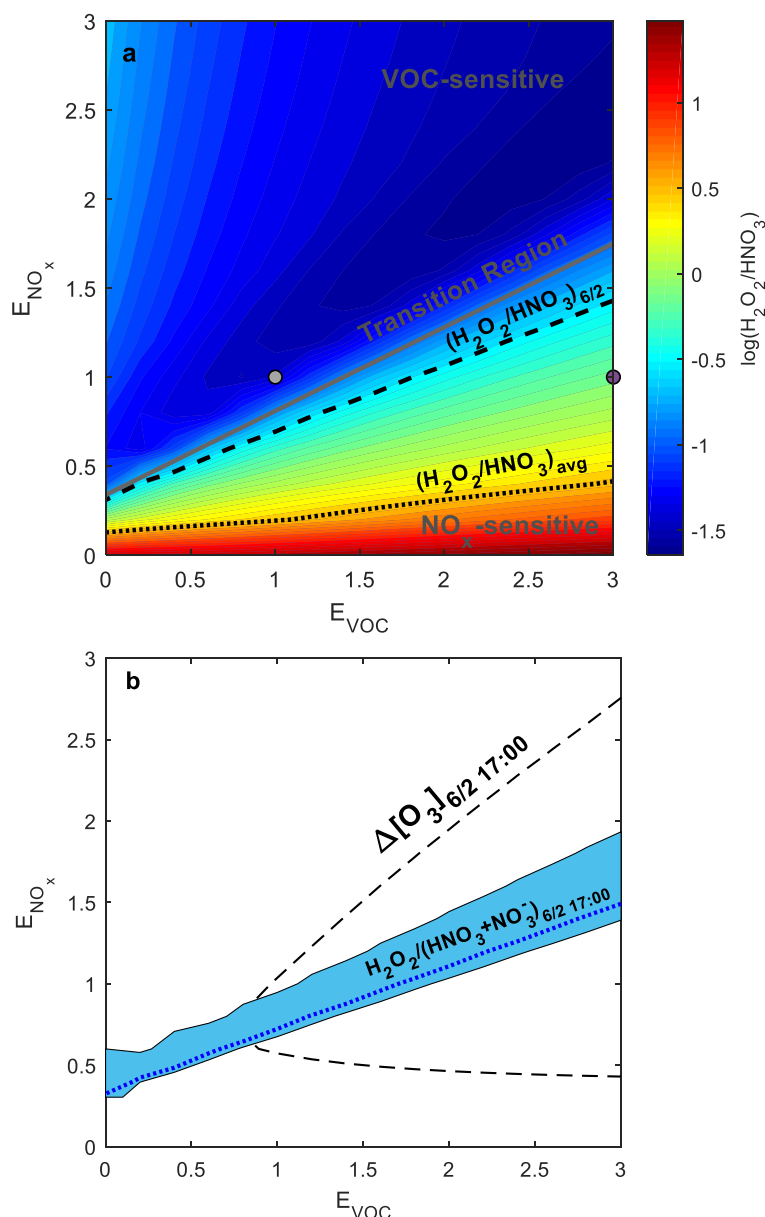 a
VOC-sensitive
Transition Region
(H2O2/HNO3)6/2
(H2O2/HNO3)avg
NOx-sensitive
3
2.5
2
1.5
1
0.5
0
ENOx
0 0.5 1 1.5 2 2.5 3
EVOC
1
0.5
0
-0.5
-1
-1.5
log(H2O2/HNO3)
b
Δ[O3]6/2 17:00
H2O2/(HNO3+NO3-)6/2 17:00
3
2.5
2
1.5
1
0.5
0
ENOx
0 0.5 1 1.5 2 2.5 3
EVOC